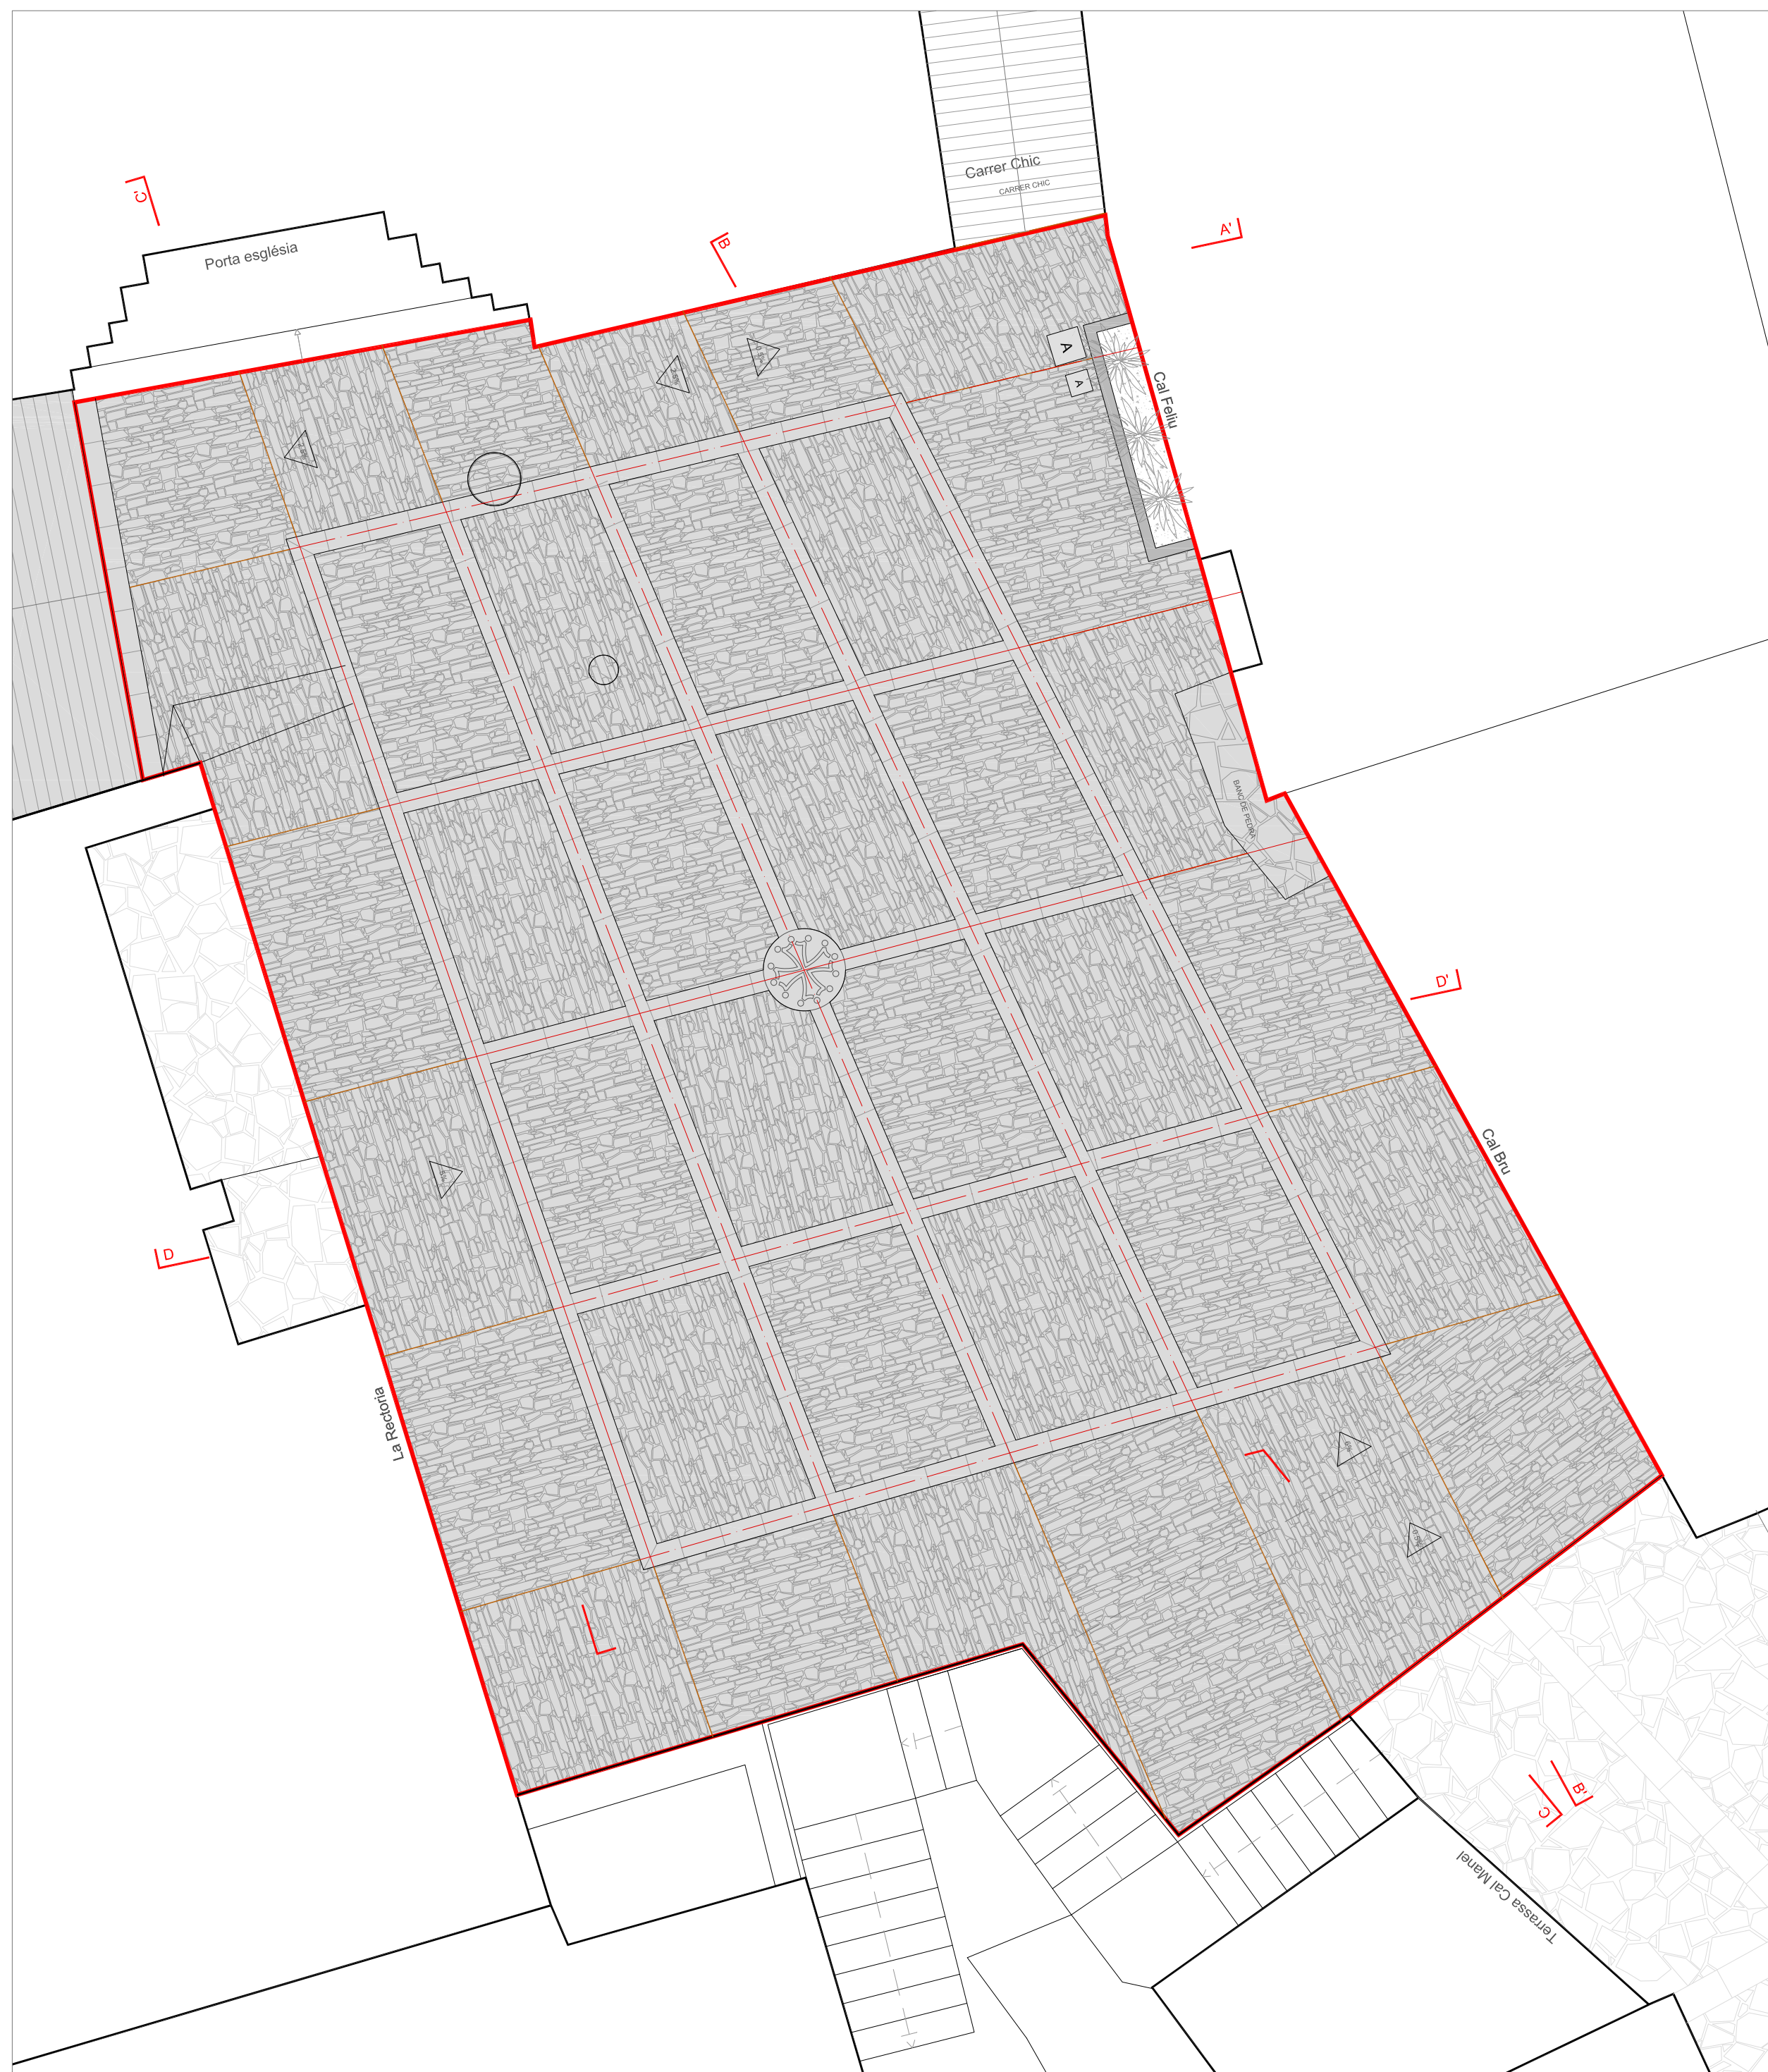 Carrer Chic
CARRER CHIC
C'
B
A'
Porta església
A
A
Cal Feliu
BANC DE PEDRA
D'
Cal Bru
D
La Rectoria
B'
C
Terrassa Cal Manel